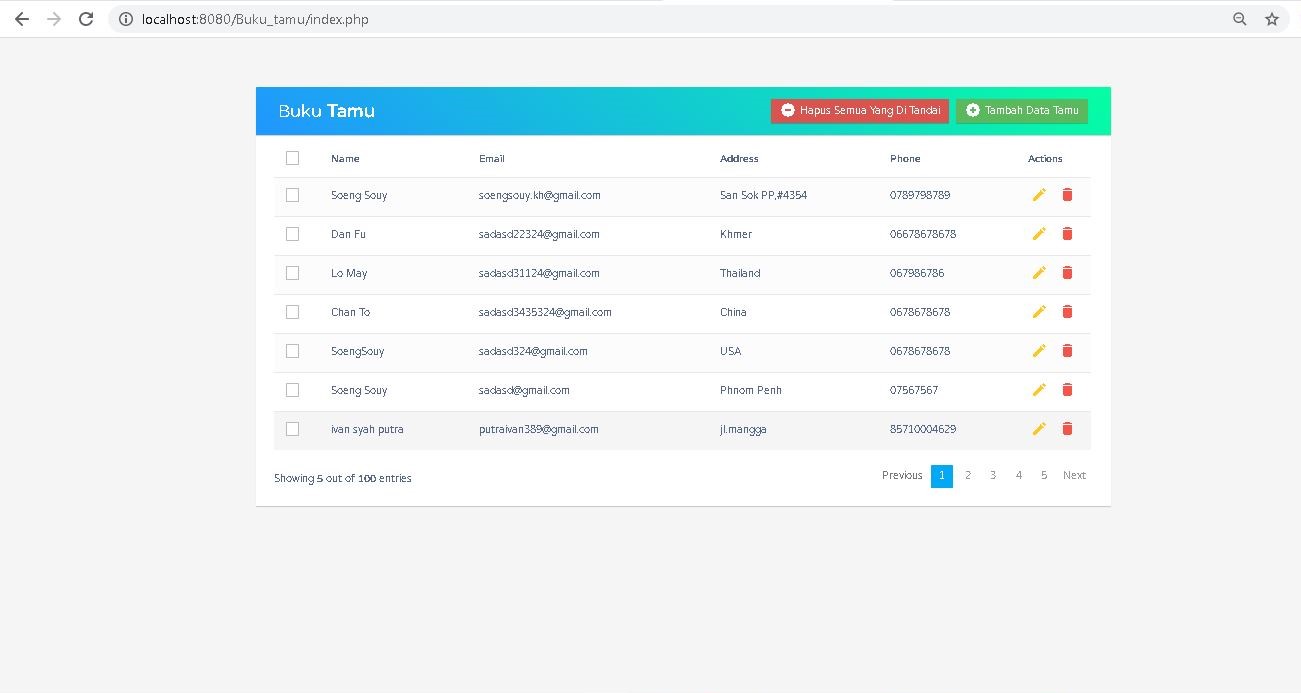 localhost:8080/Buku_tamu/index.php
Buku Tamu Hapus Semua Yang Di Tandai Tambah Data Tamu
Name Email Address Phone Actions
Soeng Souy soengsouy.kh@gmail.com San Sok PP,#4354 0789798789
Dan Fu sadasd22324@gmail.com Khmer 06678678678
Lo May sadasd31124@gmail.com Thailand 067986786
Chan To sadasd3435324@gmail.com China 0678678678
SoengSouy sadasd324@gmail.com USA 0678678678
Soeng Souy sadasd@gmail.com Phnom Penh 07567567
ivan syah putra putraivan389@gmail.com jl.mangga 85710004629
Showing 5 out of 100 entries Previous 1 2 3 4 5 Next